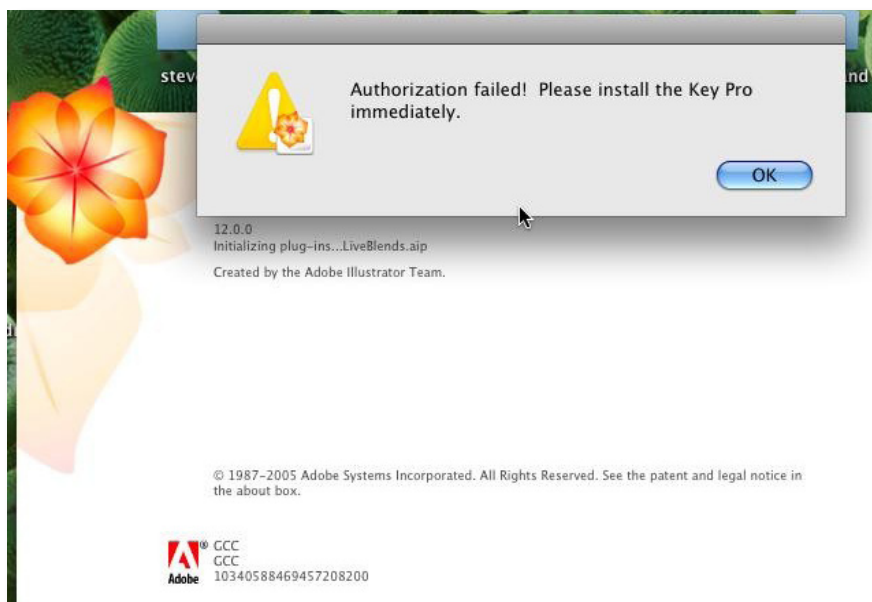 stev
nd
Authorization failed!  Please install the Key Pro
immediately.
OK
12.0.0
Initializing plug-ins...LiveBlends.aip
Created by the Adobe Illustrator Team.
© 1987-2005 Adobe Systems Incorporated. All Rights Reserved. See the patent and legal notice in
the about box.
GCC
GCC
10340588469457208200
Adobe®